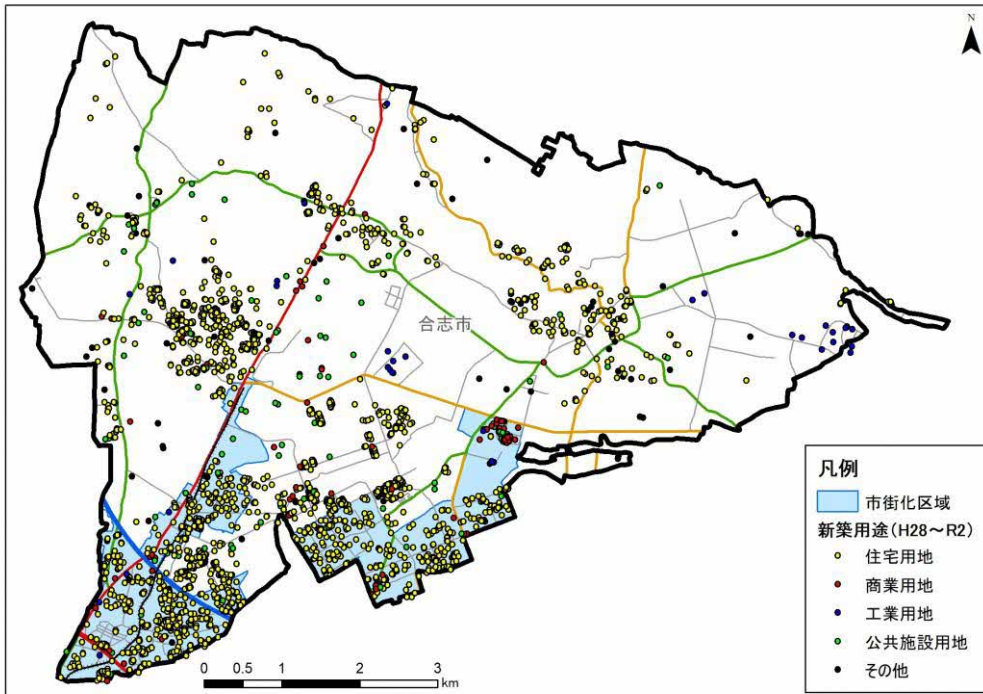 N
合志市
凡例
市街化区域
新築用途(H28～R2)
住宅用地
商業用地
工業用地
公共施設用地
その他
0 0.5 1 2 3
km